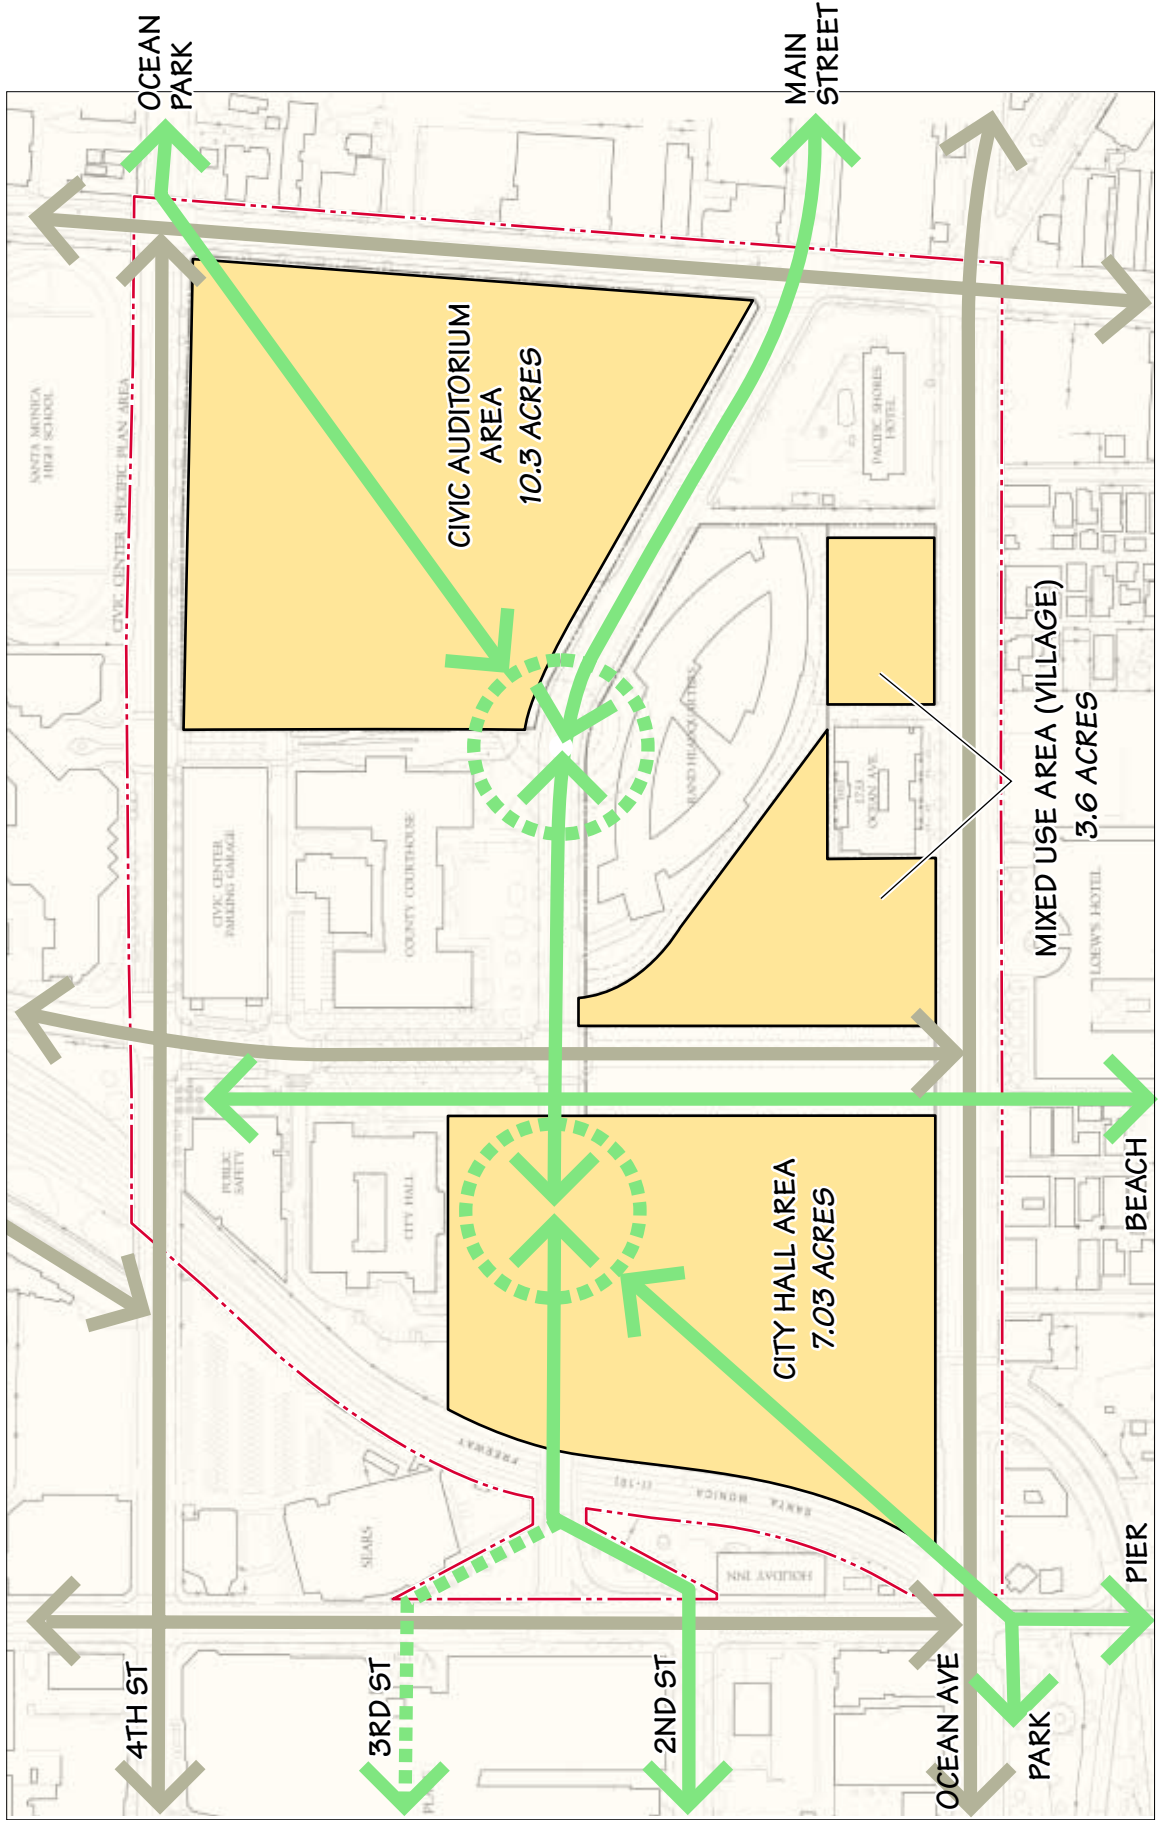 OCEAN
PARK
MAIN
STREET
SANTA MONICA
HIGH SCHOOL
CIVIC CENTER SPECIFIC PLAN AREA
CIVIC AUDITORIUM
AREA
10.3 ACRES
PACIFIC SHORES
HOTEL
RAND HEADQUARTERS
1733
OCEAN AVE.
MIXED USE AREA (VILLAGE)
3.6 ACRES
LOEW'S HOTEL
CIVIC CENTER
PARKING GARAGE
COUNTY COURTHOUSE
PUBLIC
SAFETY
CITY HALL
CITY HALL AREA
7.03 ACRES
BEACH
SANTA MONICA (I-10) FREEWAY
SEARS
HOLIDAY INN
PIER
4TH ST
3RD ST
2ND ST
OCEAN AVE
PARK